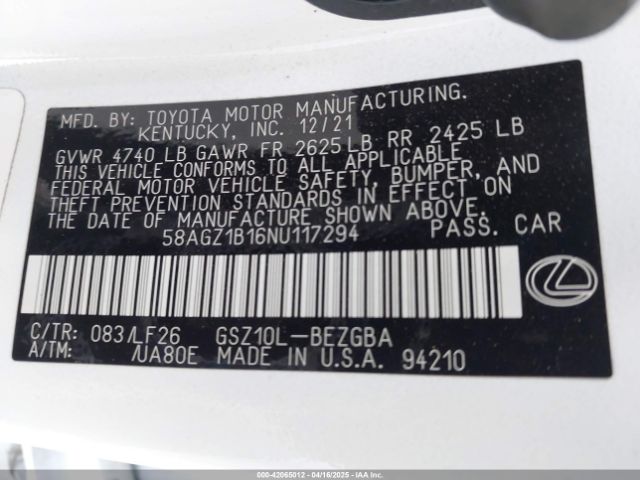 MFD. BY: TOYOTA MOTOR MANUFACTURING.
KENTUCKY, INC. 12/21
GVWR 4740 LB GAWR FR 2625 LB RR 2425 LB
THIS VEHICLE CONFORMS TO ALL APPLICABLE
FEDERAL MOTOR VEHICLE SAFETY, BUMPER, AND
THEFT PREVENTION STANDARDS IN EFFECT ON
THE DATE OF MANUFACTURE SHOWN ABOVE.
58AGZ1B16NU117294 PASS. CAR
C/TR: 083/LF26 GSZ10L-BEZGBA
A/TM: /UA80E MADE IN U.S.A. 94210
000-42065012 - 04/16/2025 - IAAI.COM